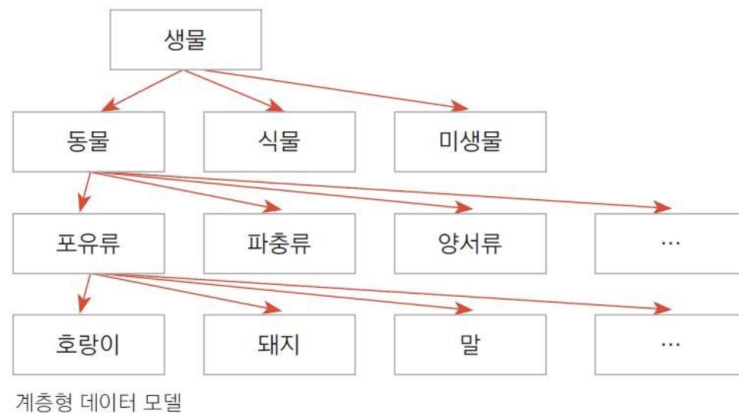 생물
동물 식물 미생물
포유류 파충류 양서류 …
호랑이 돼지 말 …
계층형 데이터 모델